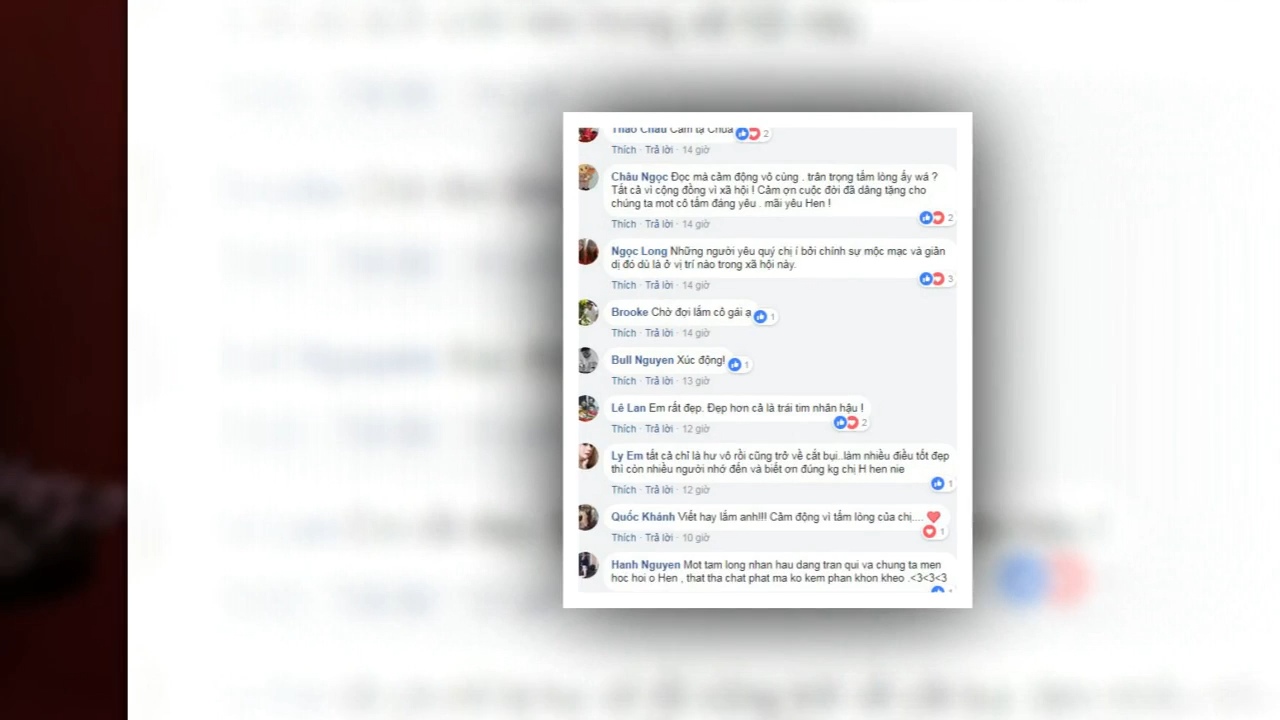 Thảo Châu Cảm tạ Chúa 2
Thích · Trả lời · 14 giờ
Châu Ngọc Đọc mà cảm động vô cùng . trân trọng tấm lòng ấy wá ?
Tất cả vì cộng đồng vì xã hội ! Cảm ợn cuộc đời đã dâng tặng cho
chúng ta mot cô tấm đáng yêu . mãi yêu Hen !
2
Thích · Trả lời · 14 giờ
Ngọc Long Những người yêu quý chị í bởi chính sự mộc mạc và giản
dị đó dù là ở vị trí nào trong xã hội này.
3
Thích · Trả lời · 14 giờ
Brooke Chờ đợi lắm cô gái ạ 1
Thích · Trả lời · 14 giờ
Bull Nguyen Xúc động! 1
Thích · Trả lời · 13 giờ
Lê Lan Em rất đẹp. Đẹp hơn cả là trái tim nhân hậu !
2
Thích · Trả lời · 12 giờ
Ly Em tất cả chỉ là hư vô rồi cũng trở về cát bụi..làm nhiều điều tốt đẹp
thì còn nhiều người nhớ đến và biết ơn đúng kg chị H hen nie
1
Thích · Trả lời · 12 giờ
Quốc Khánh Viết hay lắm anh!!! Cảm động vì tấm lòng của chị.... ❤
1
Thích · Trả lời · 10 giờ
Hanh Nguyen Mot tam long nhan hau dang tran qui va chung ta men
hoc hoi o Hen , that tha chat phat ma ko kem phan khon kheo .<3<3<3